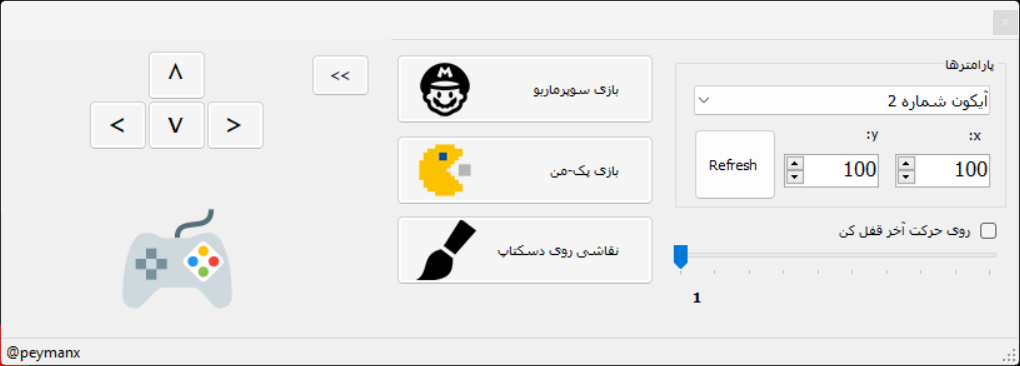 پارامترها
آیکون شماره 2
x:
y:
100
100
Refresh
روی حرکت آخر قفل کن
1
بازی سوپرماریو
بازی پک-من
نقاشی روی دسکتاپ
<<
^
<
v
>
M
@peymanx